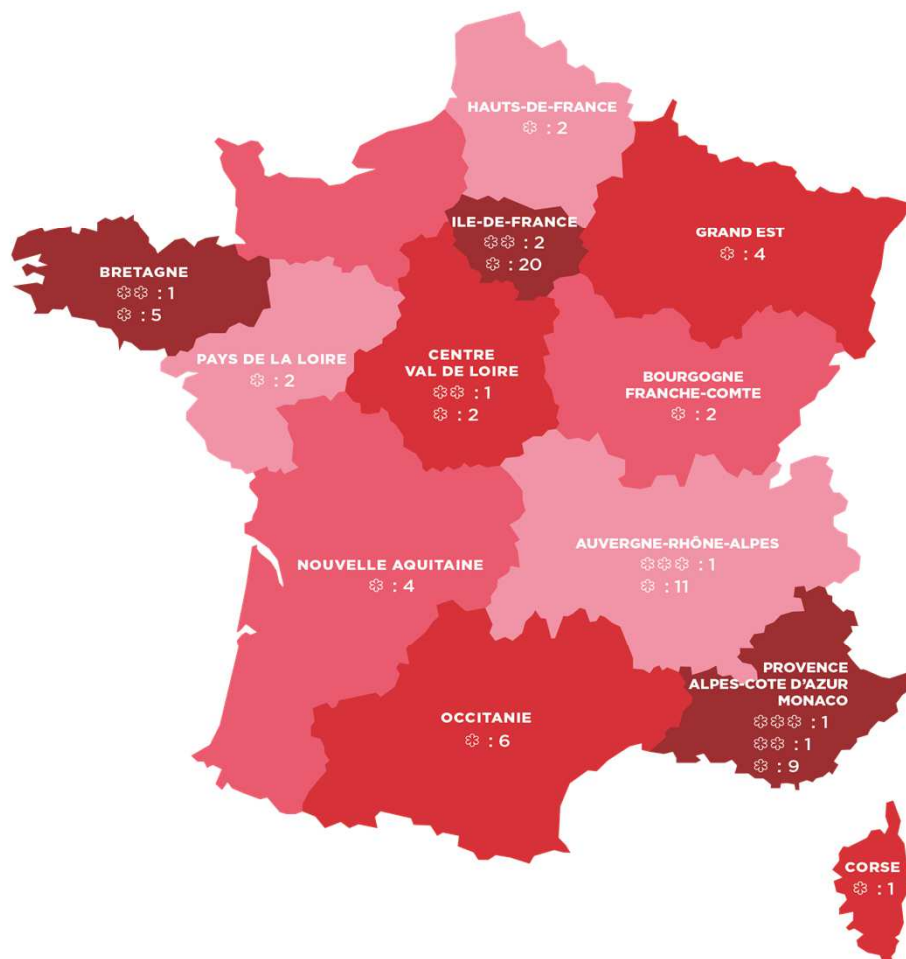 HAUTS-DE-FRANCE
: 2
ILE-DE-FRANCE
: 2
: 20
GRAND EST
: 4
BRETAGNE
: 1
: 5
PAYS DE LA LOIRE
: 2
CENTRE
VAL DE LOIRE
: 1
: 2
BOURGOGNE
FRANCHE-COMTE
: 2
AUVERGNE-RHÔNE-ALPES
: 1
: 11
NOUVELLE AQUITAINE
: 4
PROVENCE
ALPES-COTE D'AZUR
MONACO
: 1
: 1
: 9
OCCITANIE
: 6
CORSE
: 1